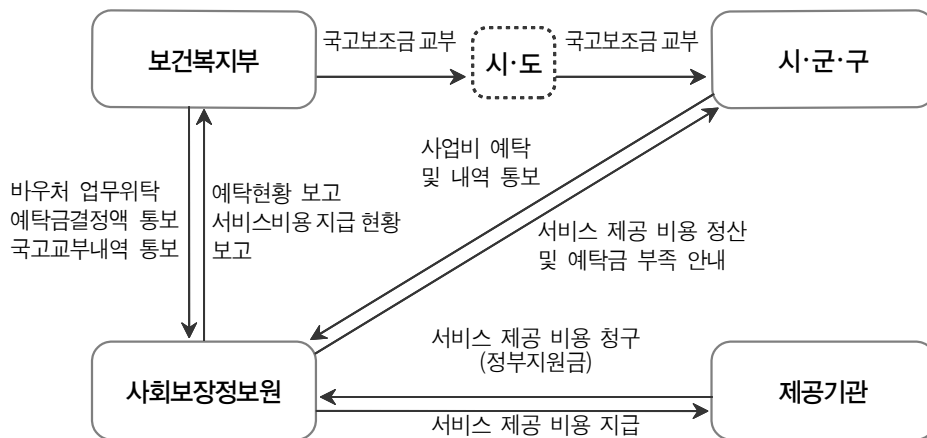 국고보조금 교부
국고보조금 교부
보건복지부
시·도
시·군·구
사업비 예탁
및 내역 통보
바우처 업무위탁
예탁금결정액 통보
국고교부내역 통보
예탁현황 보고
서비스비용 지급 현황
보고
서비스 제공 비용 정산
및 예탁금 부족 안내
서비스 제공 비용 청구
(정부지원금)
사회보장정보원
제공기관
서비스 제공 비용 지급